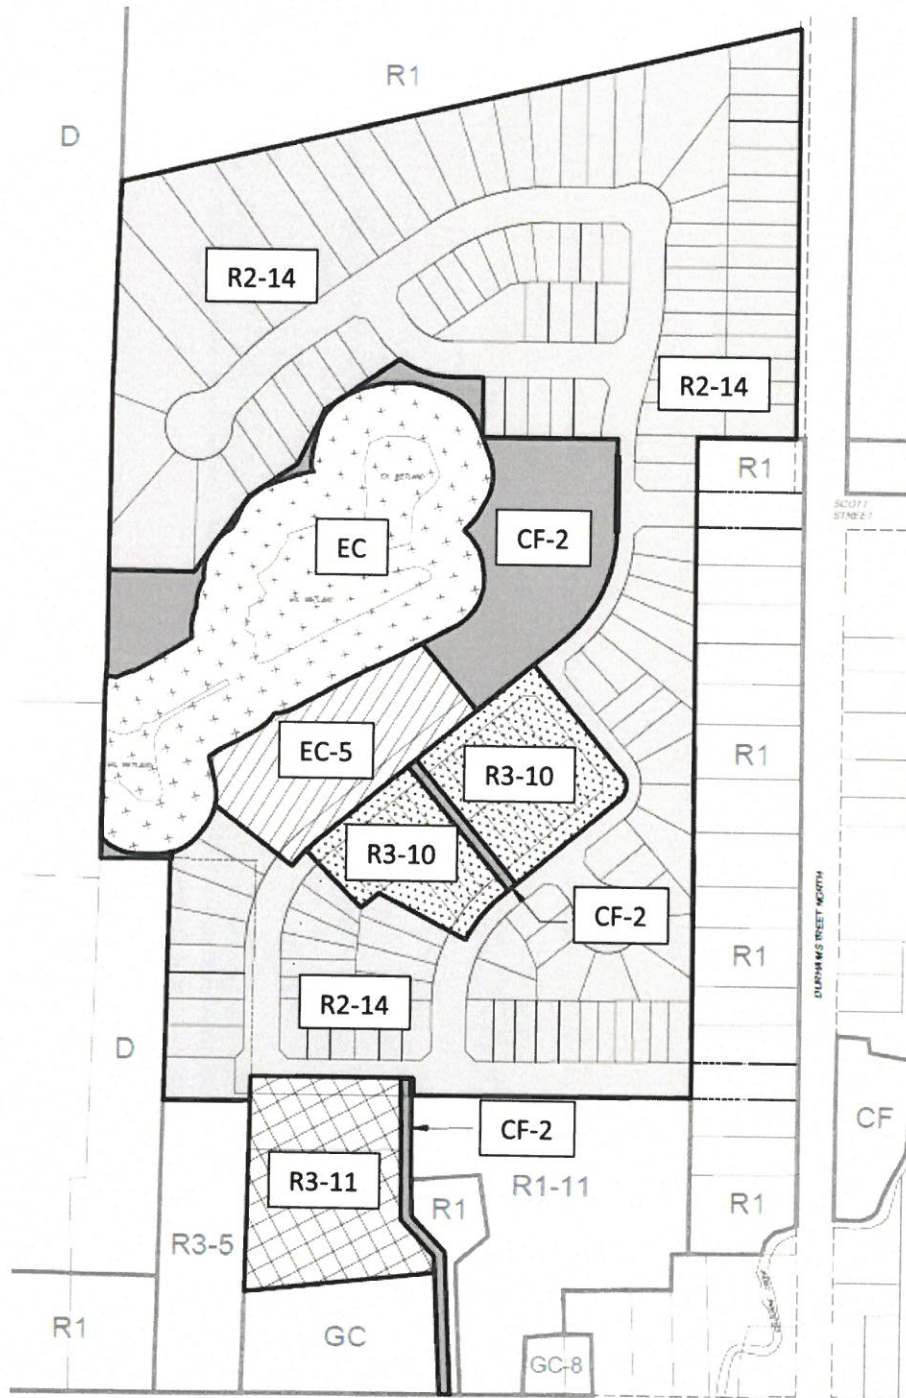 R1
D
R2-14
R2-14
R1
SCOTT
STREET
EC
CF-2
R1
EC-5
R3-10
R3-10
CF-2
R1
DURHAM STREET NORTH
R2-14
D
CF-2
CF
R3-11
R1-11
R1
R1
R3-5
R1
GC
GC-8